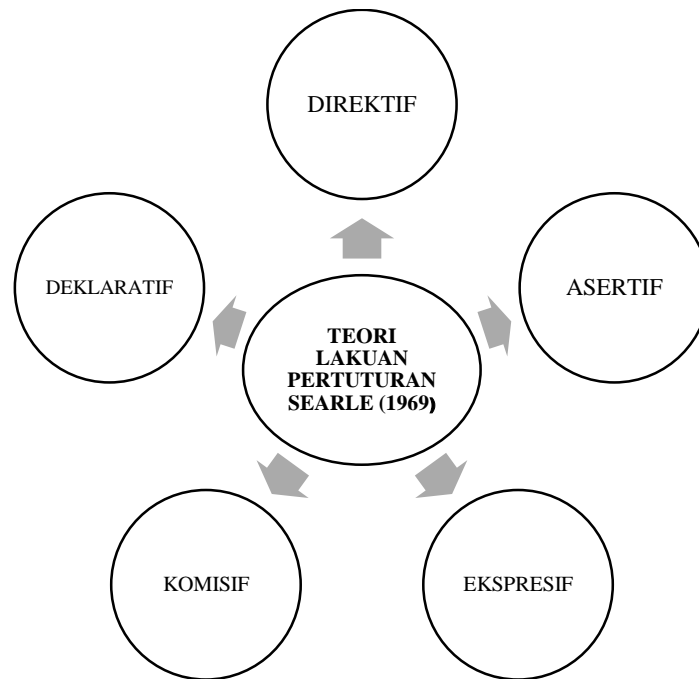 DIREKTIF
DEKLARATIF
ASERTIF
TEORI
LAKUAN
PERTUTURAN
SEARLE (1969)
KOMISIF
EKSPRESIF